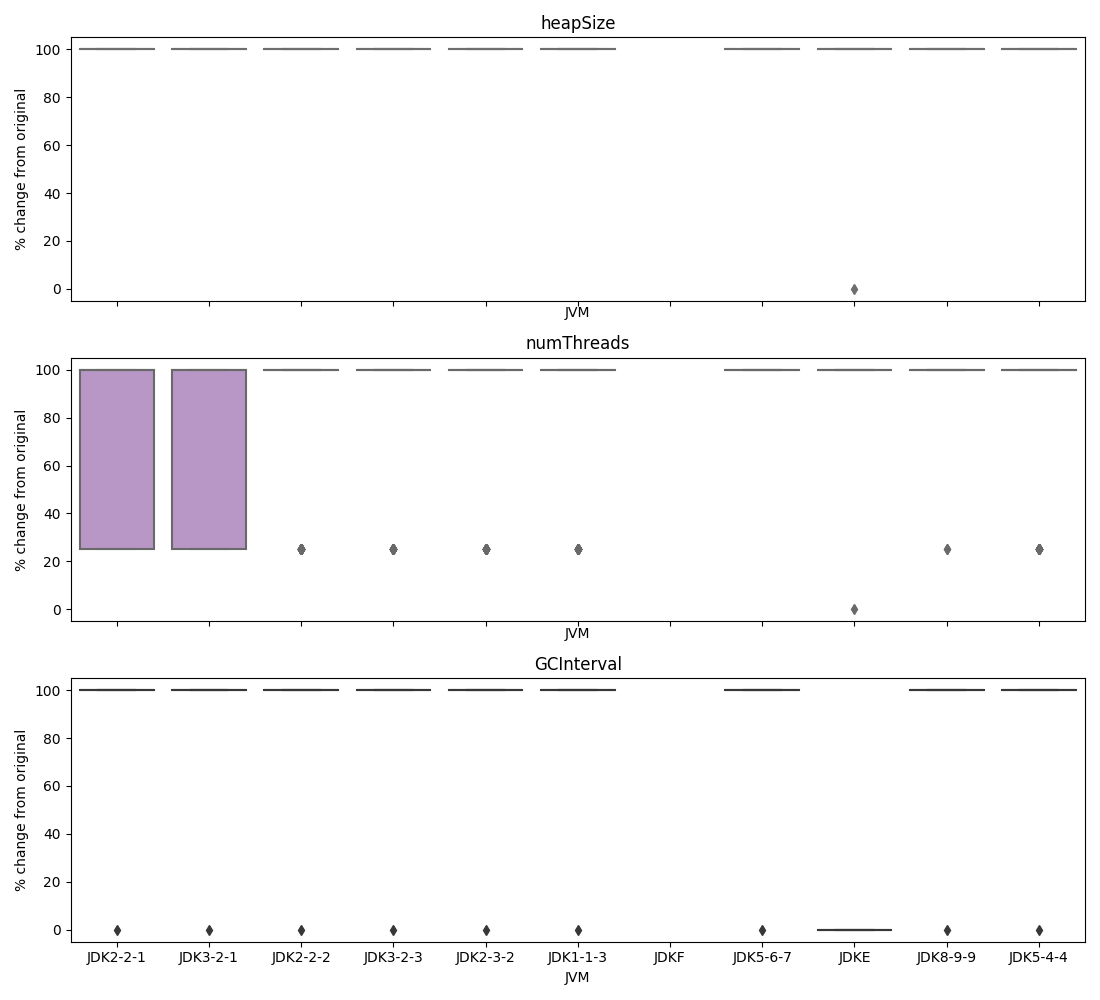 heapSize
100
80
60
40
20
0
% change from original
JVM
numThreads
100
80
60
40
20
0
% change from original
JVM
GCInterval
100
80
60
40
20
0
% change from original
JDK2-2-1 JDK3-2-1 JDK2-2-2 JDK3-2-3 JDK2-3-2 JDK1-1-3 JDKF JDK5-6-7 JDKE JDK8-9-9 JDK5-4-4
JVM